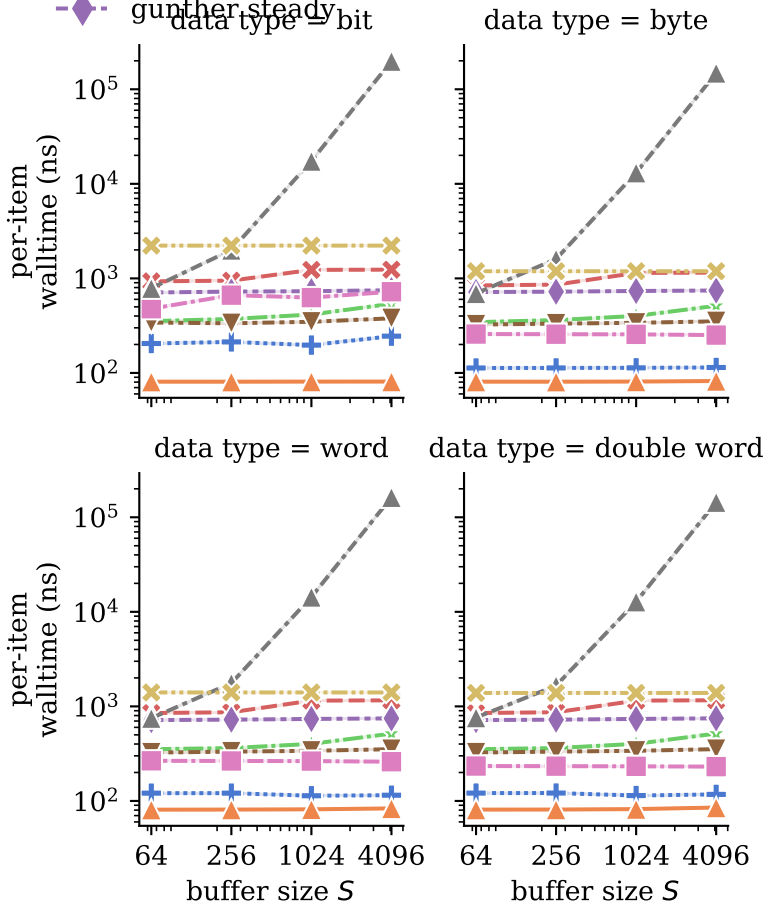 gunther steady
data type = bit
data type = byte
per-item
walltime (ns)
10⁵
10⁴
10³
10²
data type = word
data type = double word
per-item
walltime (ns)
10⁵
10⁴
10³
10²
64 256 1024 4096
64 256 1024 4096
buffer size S
buffer size S